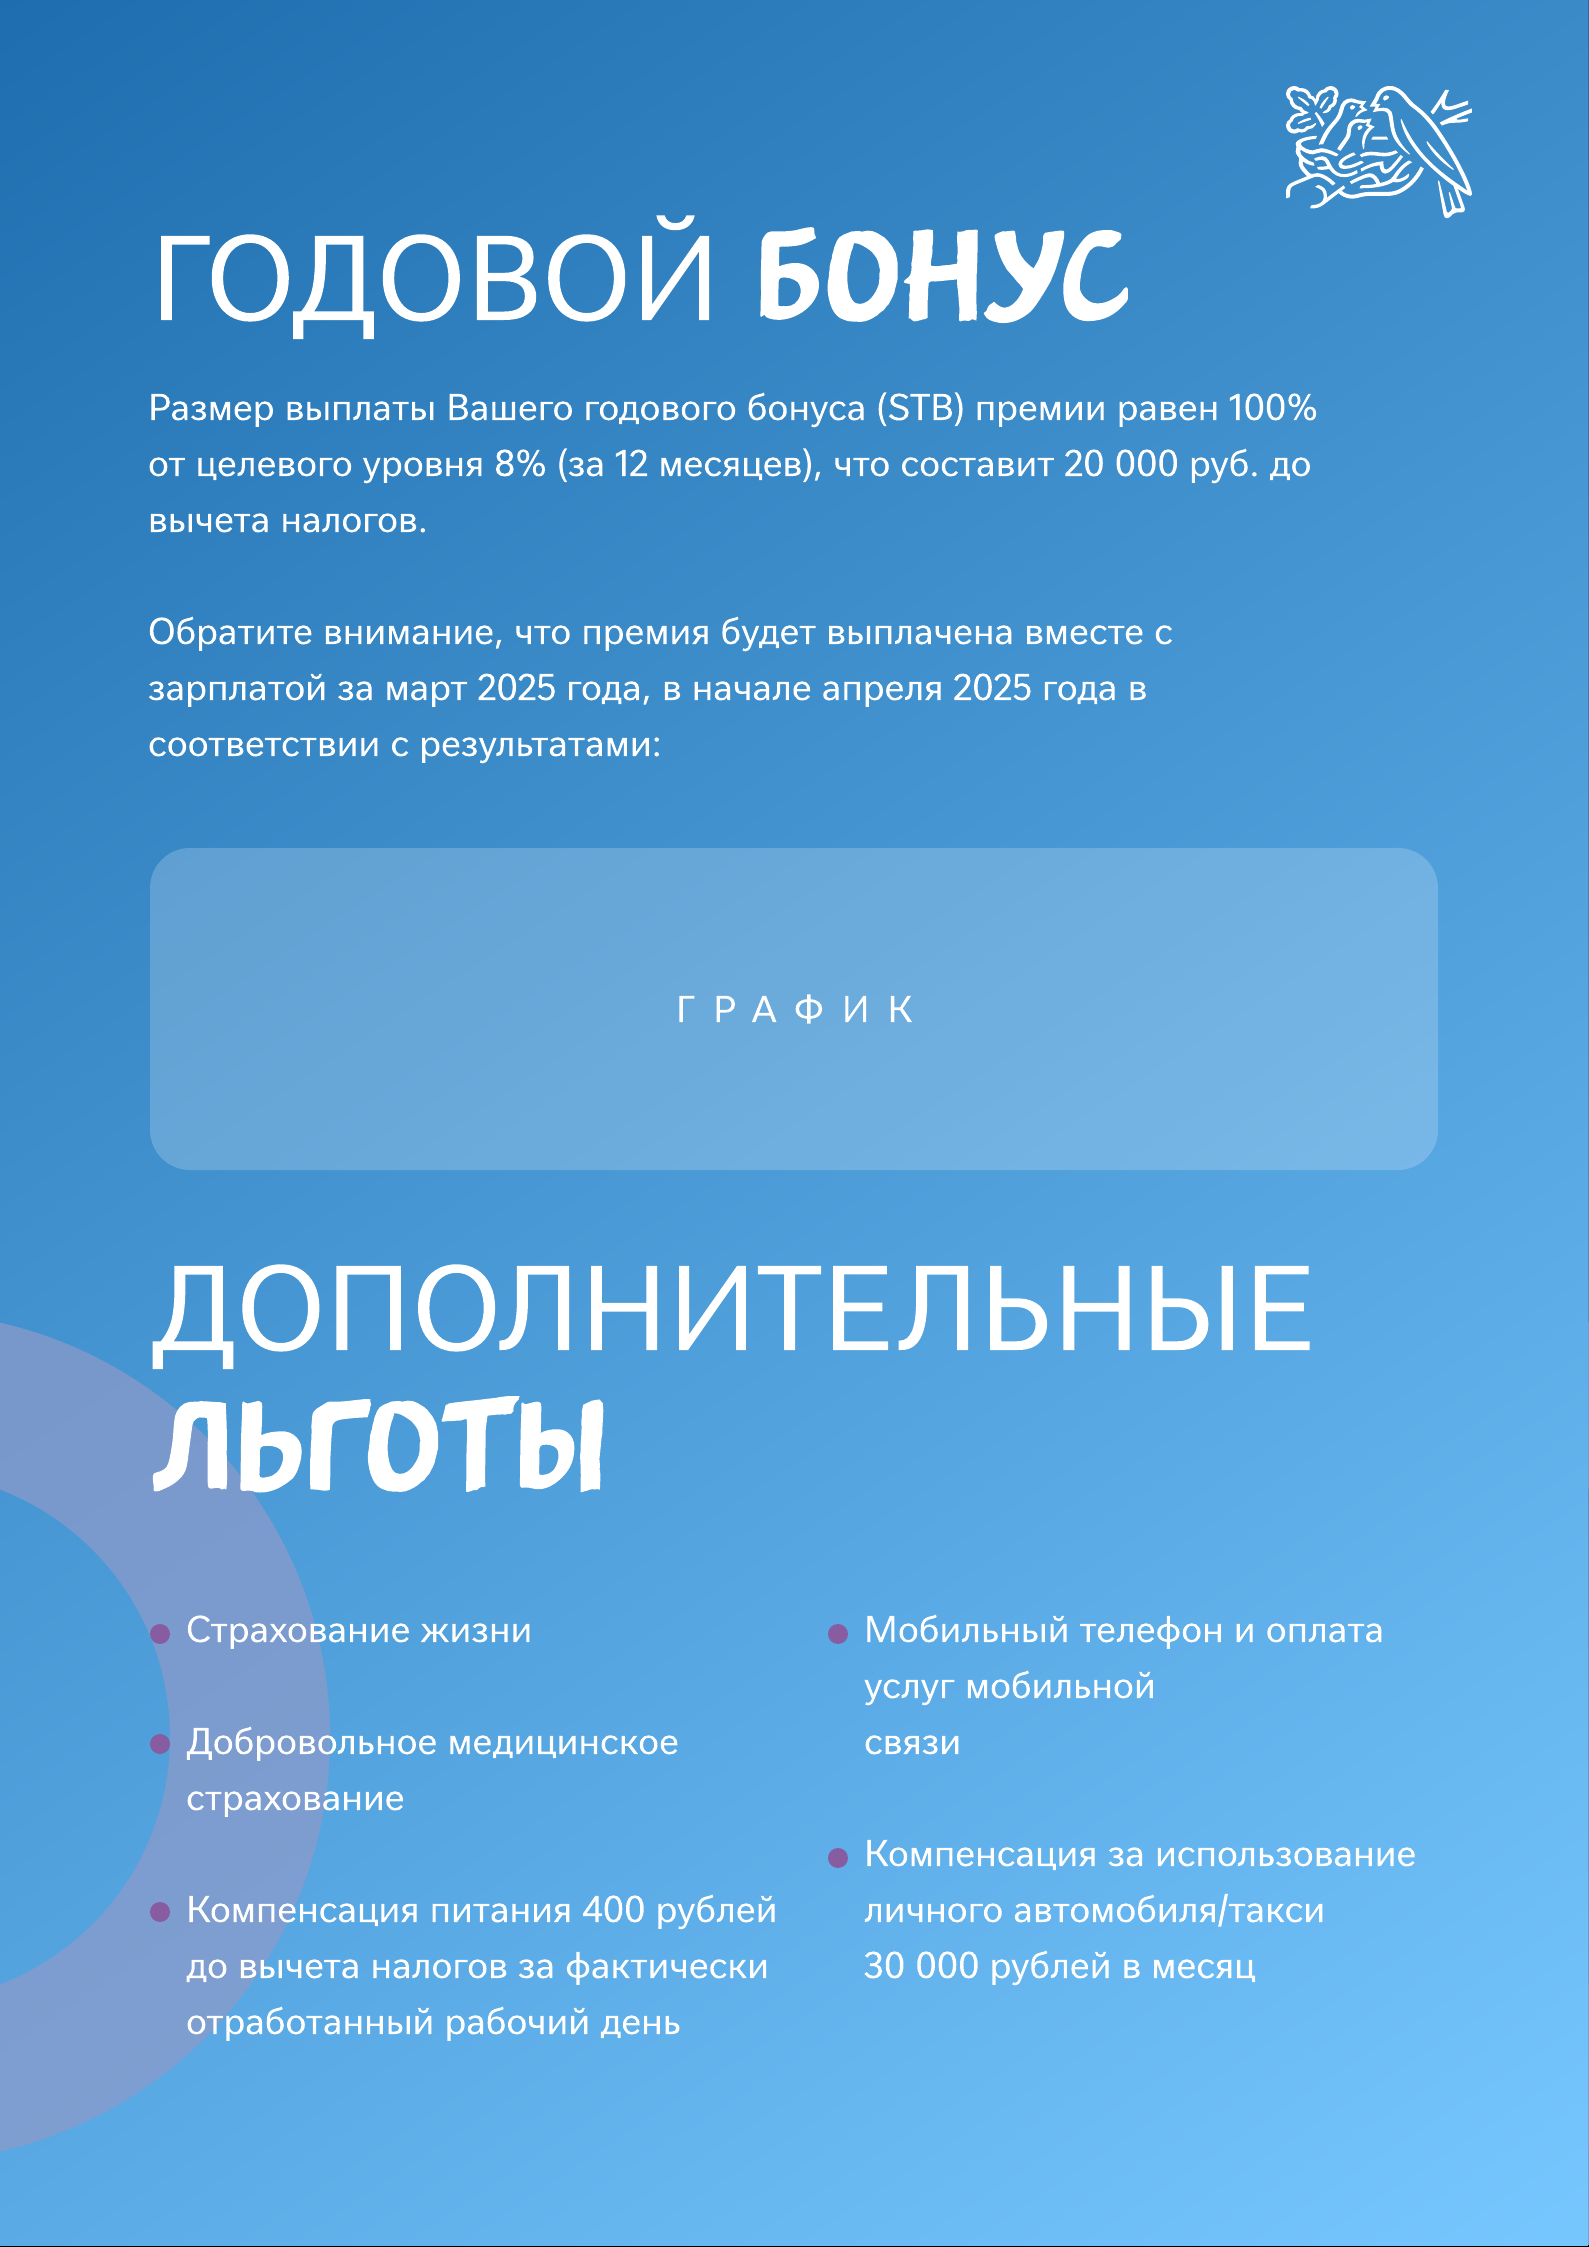 ГОДОВОЙ БОНУС
Размер выплаты Вашего годового бонуса (STB) премии равен 100%
от целевого уровня 8% (за 12 месяцев), что составит 20 000 руб. до
вычета налогов.
Обратите внимание, что премия будет выплачена вместе с
зарплатой за март 2025 года, в начале апреля 2025 года в
соответствии с результатами:
ГРАФИК
ДОПОЛНИТЕЛЬНЫЕ
ЛЬГОТЫ
Страхование жизни
Добровольное медицинское
страхование
Компенсация питания 400 рублей
до вычета налогов за фактически
отработанный рабочий день
Мобильный телефон и оплата
услуг мобильной
связи
Компенсация за использование
личного автомобиля/такси
30 000 рублей в месяц